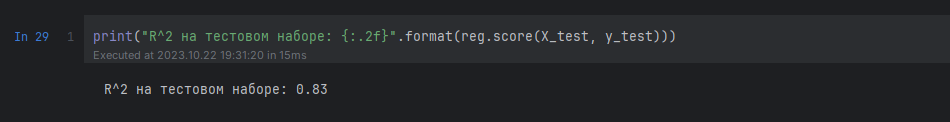 In 29 1 print("R^2 на тестовом наборе: {:.2f}".format(reg.score(X_test, y_test)))
Executed at 2023.10.22 19:31:20 in 15ms
R^2 на тестовом наборе: 0.83